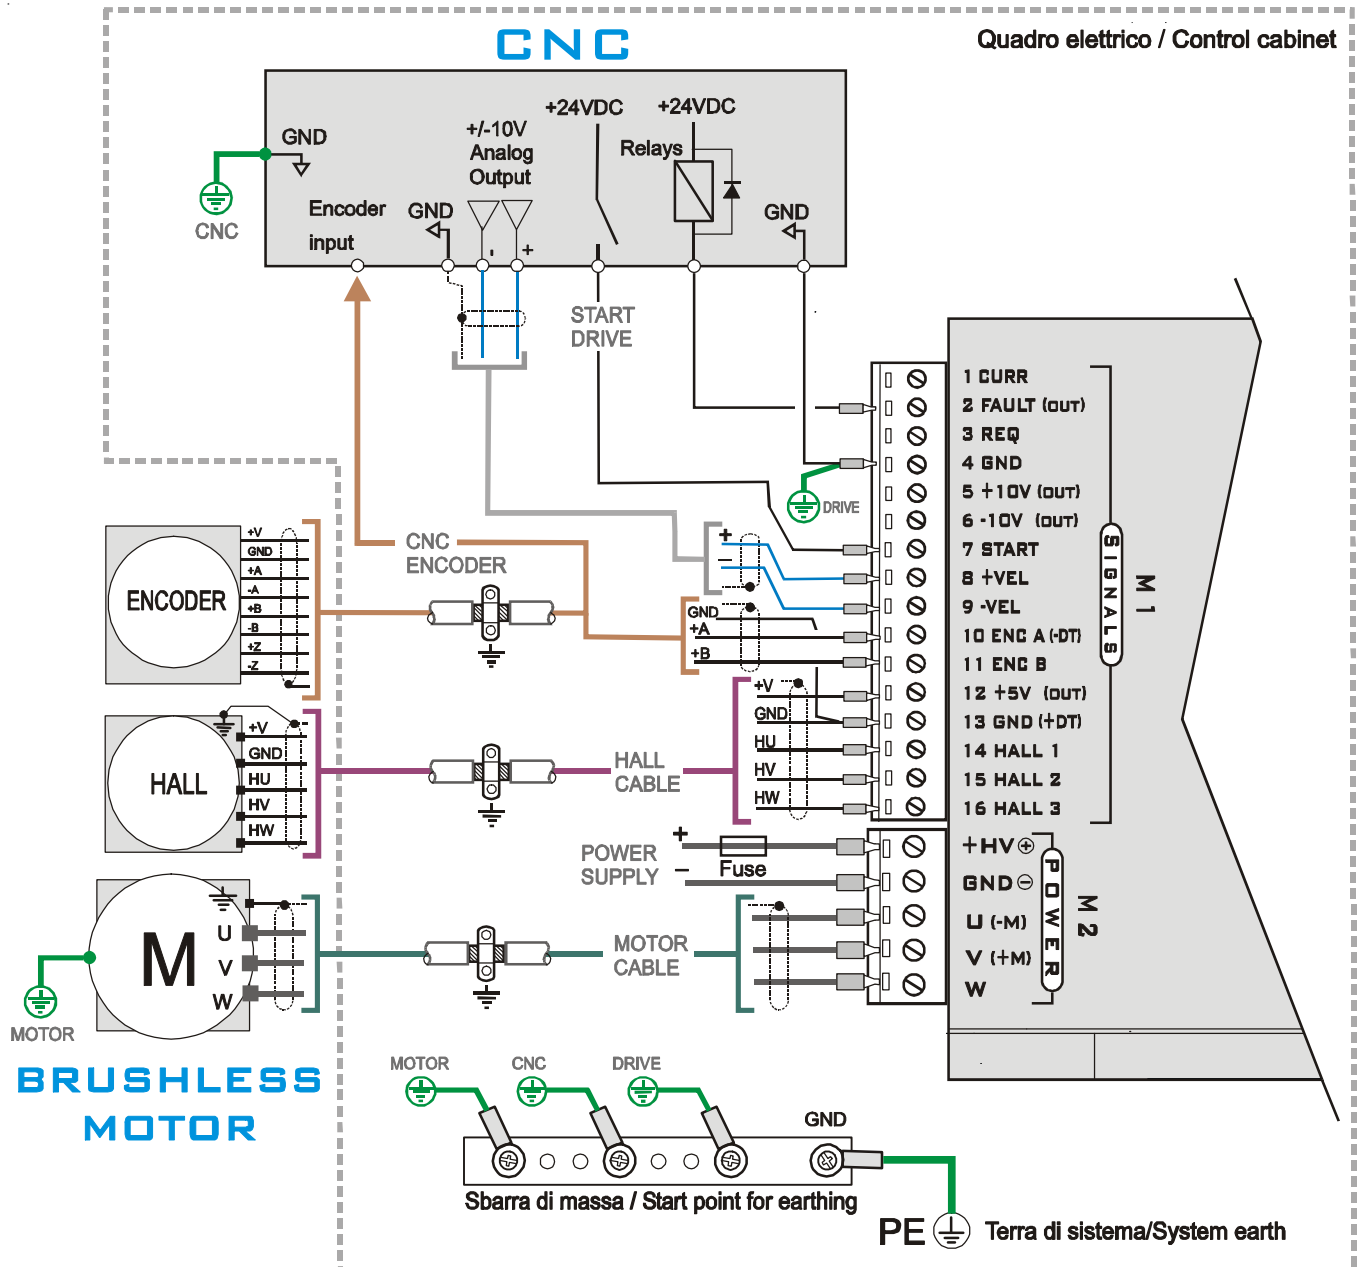 CNC
Quadro elettrico / Control cabinet
+24VDC
+24VDC
+/-10V
Analog
Output
GND
Relays
Encoder
input
GND
GND
CNC
- +
START
DRIVE
1 CURR
2 FAULT (OUT)
3 REQ
4 GND
5 +10V (OUT)
6 -10V (OUT)
7 START
8 +VEL
9 -VEL
10 ENC A (-DT)
11 ENC B
12 +5V (OUT)
13 GND (+DT)
14 HALL 1
15 HALL 2
16 HALL 3
SIGNALS
M 1
DRIVE
ENCODER
+V
GND
+A
-A
+B
-B
+Z
-Z
CNC
ENCODER
+
−
GND
+A
+B
HALL
+V
GND
HU
HV
HW
HALL
CABLE
+V
GND
HU
HV
HW
POWER
SUPPLY
+
−
Fuse
+HV +
GND −
U (-M)
V (+M)
W
POWER
M 2
M
U
V
W
MOTOR
CABLE
MOTOR
BRUSHLESS
MOTOR
MOTOR
CNC
DRIVE
GND
Sbarra di massa / Start point for earthing
PE
Terra di sistema/System earth